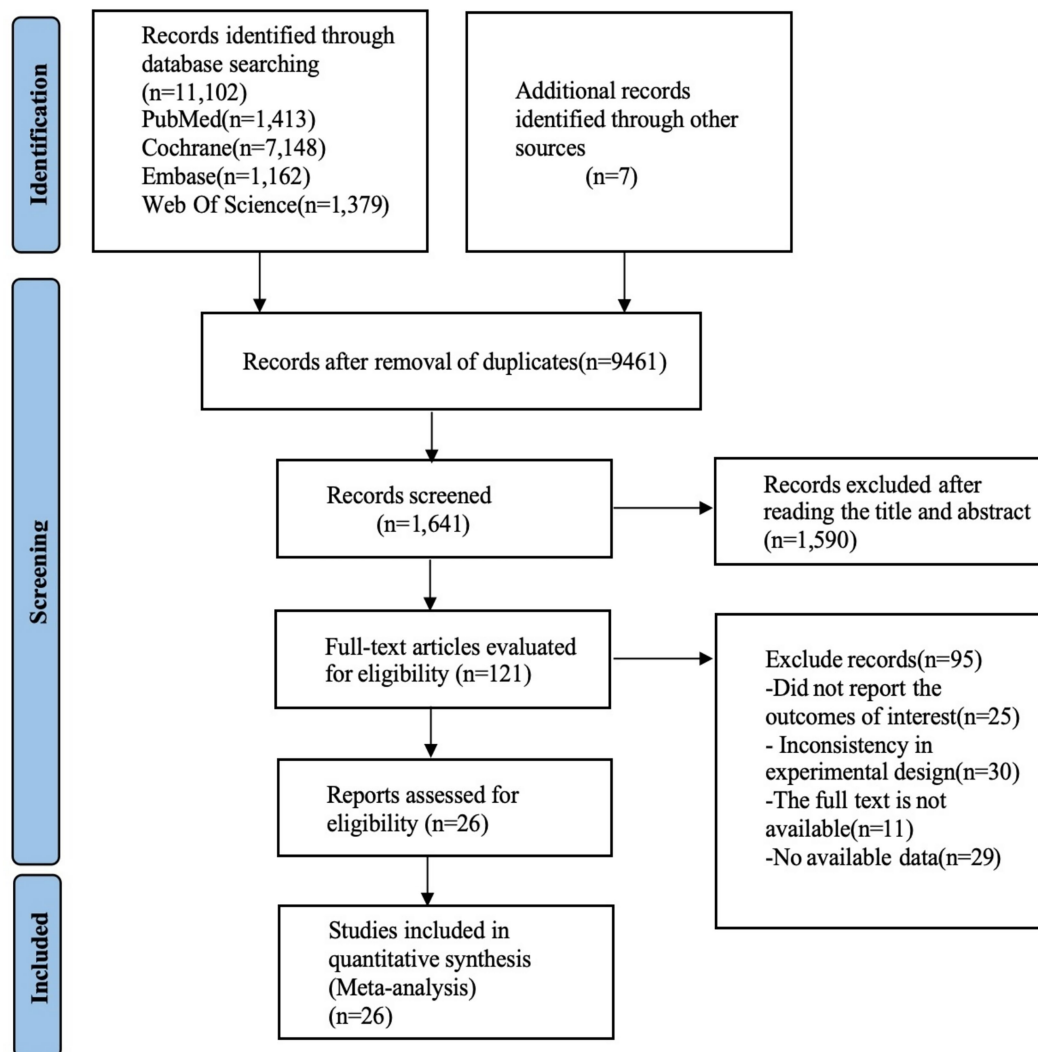 Identification
Records identified through
database searching
(n=11,102)
PubMed(n=1,413)
Cochrane(n=7,148)
Embase(n=1,162)
Web Of Science(n=1,379)
Additional records
identified through other
sources
(n=7)
Screening
Records after removal of duplicates(n=9461)
Records screened
(n=1,641)
Records excluded after
reading the title and abstract
(n=1,590)
Full-text articles evaluated
for eligibility (n=121)
Exclude records(n=95)
-Did not report the
outcomes of interest(n=25)
- Inconsistency in
experimental design(n=30)
-The full text is not
available(n=11)
-No available data(n=29)
Reports assessed for
eligibility (n=26)
Included
Studies included in
quantitative synthesis
(Meta-analysis)
(n=26)